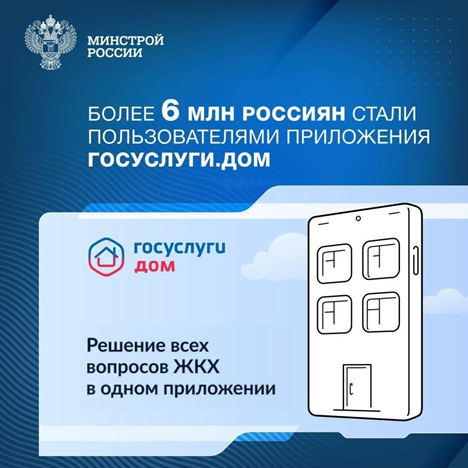 МИНСТРОЙ
РОССИИ
БОЛЕЕ 6 МЛН РОССИЯН СТАЛИ
ПОЛЬЗОВАТЕЛЯМИ ПРИЛОЖЕНИЯ
ГОСУСЛУГИ.ДОМ
госуслуги
дом
Решение всех
вопросов ЖКХ
в одном приложении